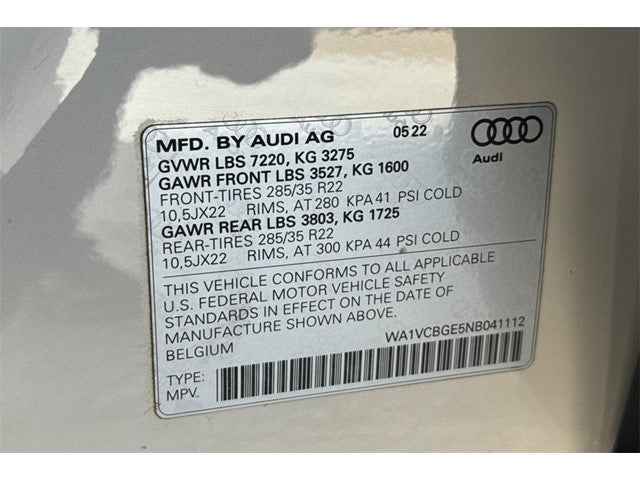 MFD. BY AUDI AG 05 22
GVWR LBS 7220, KG 3275
GAWR FRONT LBS 3527, KG 1600
FRONT-TIRES 285/35 R22
10,5JX22 RIMS, AT 280 KPA 41 PSI COLD
GAWR REAR LBS 3803, KG 1725
REAR-TIRES 285/35 R22
10,5JX22 RIMS, AT 300 KPA 44 PSI COLD
Audi
THIS VEHICLE CONFORMS TO ALL APPLICABLE
U.S. FEDERAL MOTOR VEHICLE SAFETY
STANDARDS IN EFFECT ON THE DATE OF
MANUFACTURE SHOWN ABOVE.
BELGIUM
WA1VCBGE5NB041112
TYPE:
MPV.